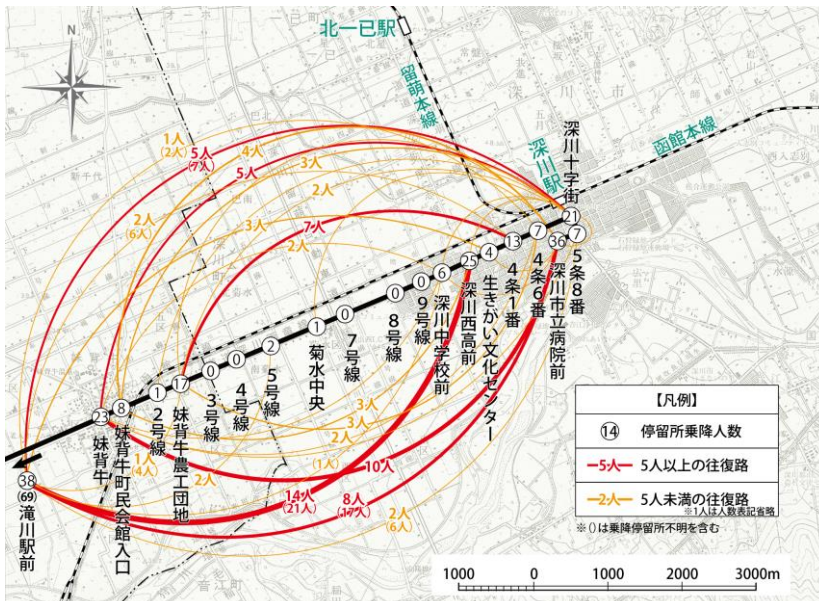 N
北一已駅
留萌本線
深川駅
深川十字街
函館本線
1人
(2人)
5人
(7人)
4人
5人
3人
2人
2人
(6人)
3人
7人
2人
21
7
36
7
13
4
25
6
0
0
0
1
2
0
0
17
1
8
23
38
(69)
5条8番
深川市立病院前
4条6番
4条1番
生きがい文化センター
深川西高前
深川中学校前
9号線
8号線
7号線
菊水中央
5号線
4号線
3号線
妹背牛農工団地
2号線
妹背牛町民会館入口
妹背牛
滝川駅前
3人
3人
2人
(1人)
10人
1人
(4人)
2人
14人
(21人)
8人
(17人)
2人
(6人)
深川市
音江町
【凡例】
14 停留所乗降人数
5人 5人以上の往復路
2人 5人未満の往復路
※1人は人数表記省略
※()は乗降停留所不明を含む
1000 0 1000 2000 3000m